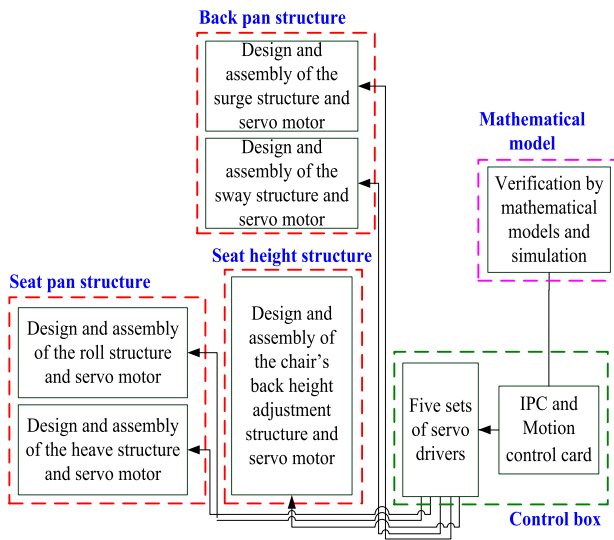 Back pan structure
Design and
assembly of the
surge structure and
servo motor
Design and
assembly of the
sway structure and
servo motor
Mathematical
model
Verification by
mathematical
models and
simulation
Seat height structure
Design and
assembly of
the chair's
back height
adjustment
structure and
servo motor
Seat pan structure
Design and assembly
of the roll structure
and servo motor
Design and assembly
of the heave structure
and servo motor
Five sets
of servo
drivers
IPC and
Motion
control card
Control box